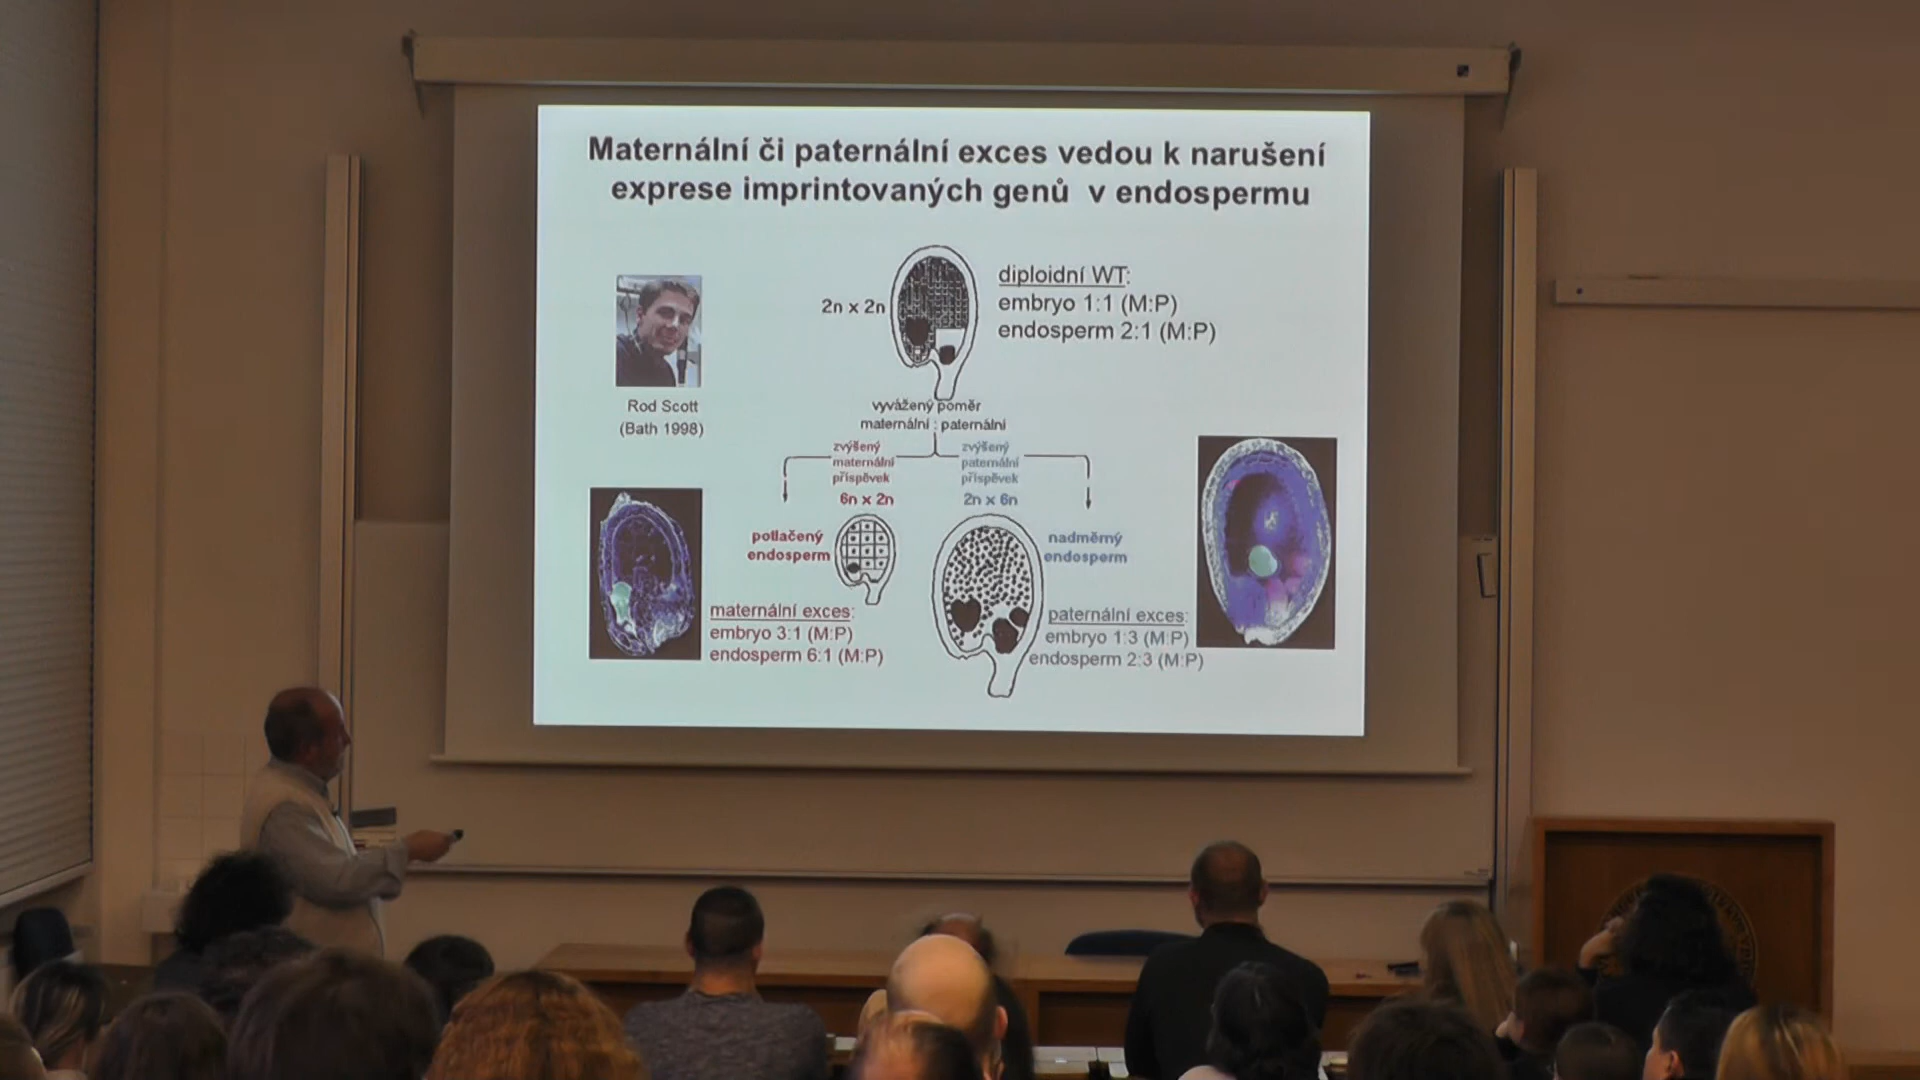 Maternální či paternální exces vedou k narušení
exprese imprintovaných genů v endospermu
2n x 2n
diploidní WT:
embryo 1:1 (M:P)
endosperm 2:1 (M:P)
Rod Scott
(Bath 1998)
vyvážený poměr
maternální : paternální
zvýšený
maternální
příspěvek
6n x 2n
zvýšený
paternální
příspěvek
2n x 6n
potlačený
endosperm
nadměrný
endosperm
maternální exces:
embryo 3:1 (M:P)
endosperm 6:1 (M:P)
paternální exces:
embryo 1:3 (M:P)
endosperm 2:3 (M:P)